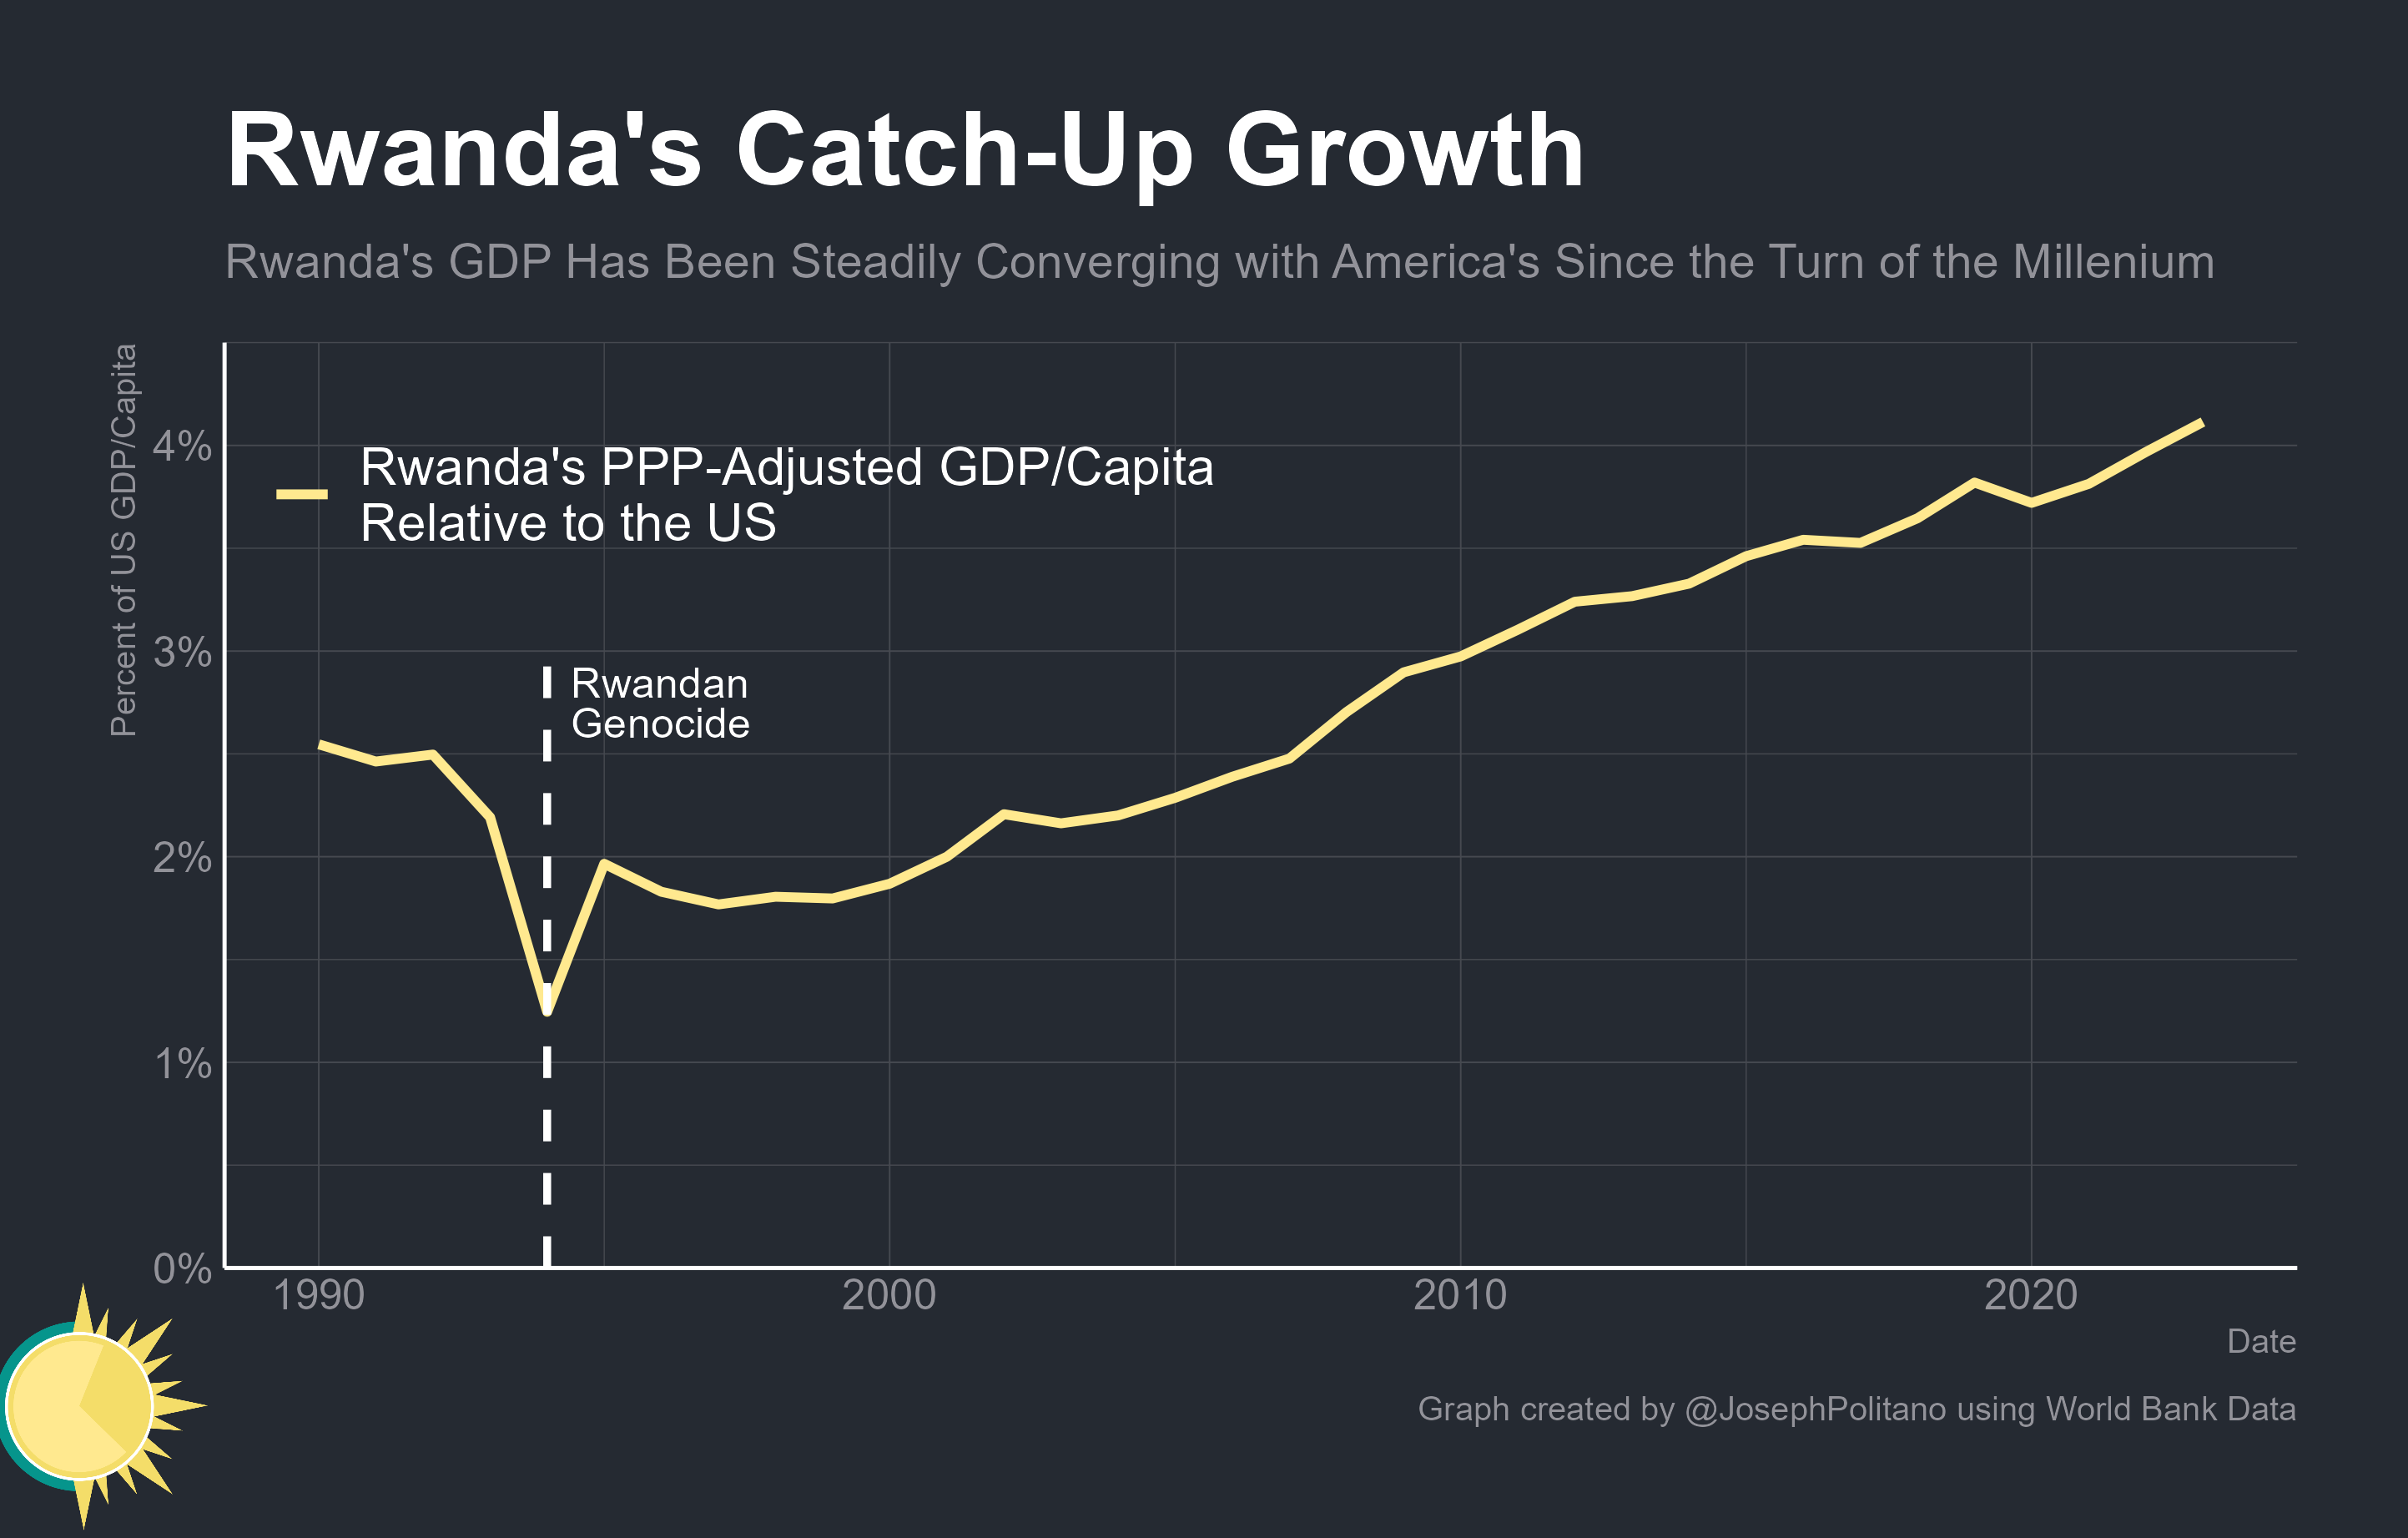 Rwanda's Catch-Up Growth
Rwanda's GDP Has Been Steadily Converging with America's Since the Turn of the Millenium
Percent of US GDP/Capita
4%
3%
2%
1%
0%
Rwanda's PPP-Adjusted GDP/Capita
Relative to the US
Rwandan
Genocide
1990 2000 2010 2020
Date
Graph created by @JosephPolitano using World Bank Data